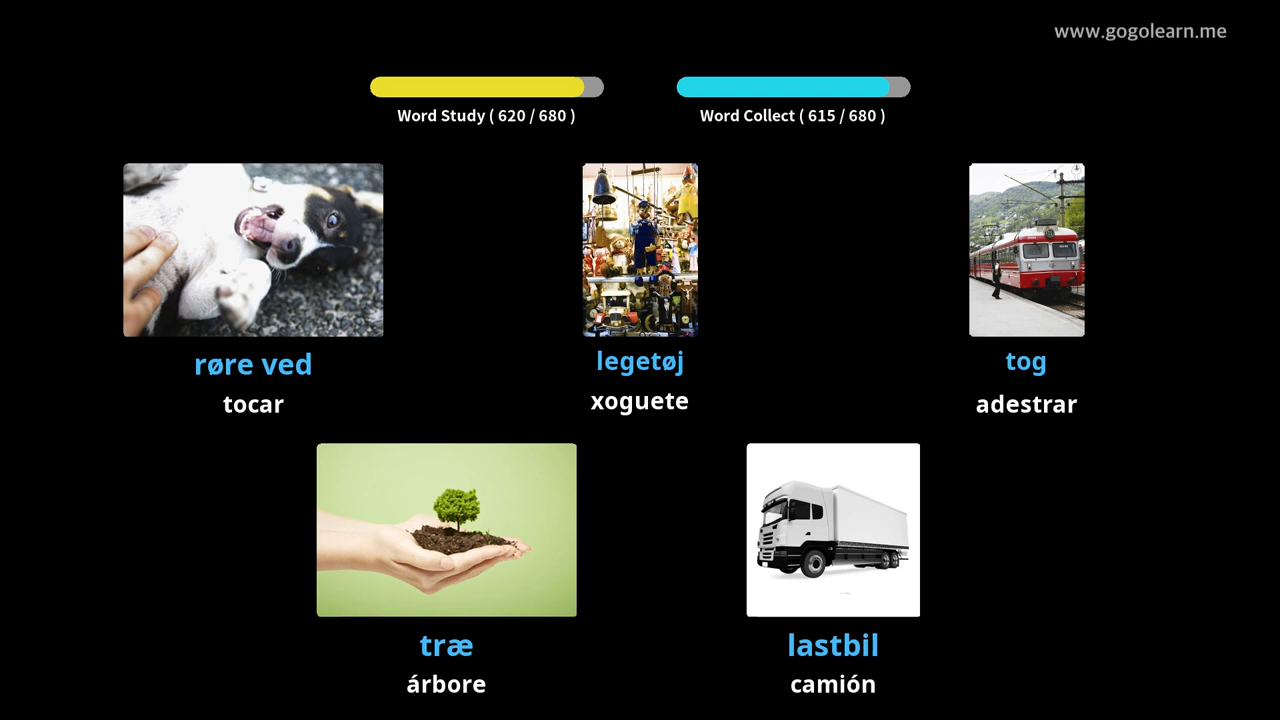 www.gogolearn.me
Word Study ( 620 / 680 )
Word Collect ( 615 / 680 )
røre ved
legetøj
tog
tocar
xoguete
adestrar
træ
lastbil
árbore
camión